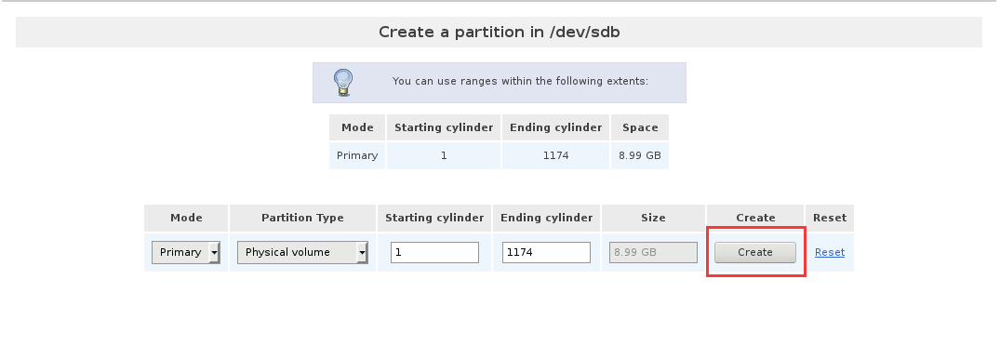 Create a partition in /dev/sdb
You can use ranges within the following extents:
Mode Starting cylinder Ending cylinder Space
Primary 1 1174 8.99 GB
Mode Partition Type Starting cylinder Ending cylinder Size Create Reset
Primary Physical volume 1 1174 8.99 GB Create Reset